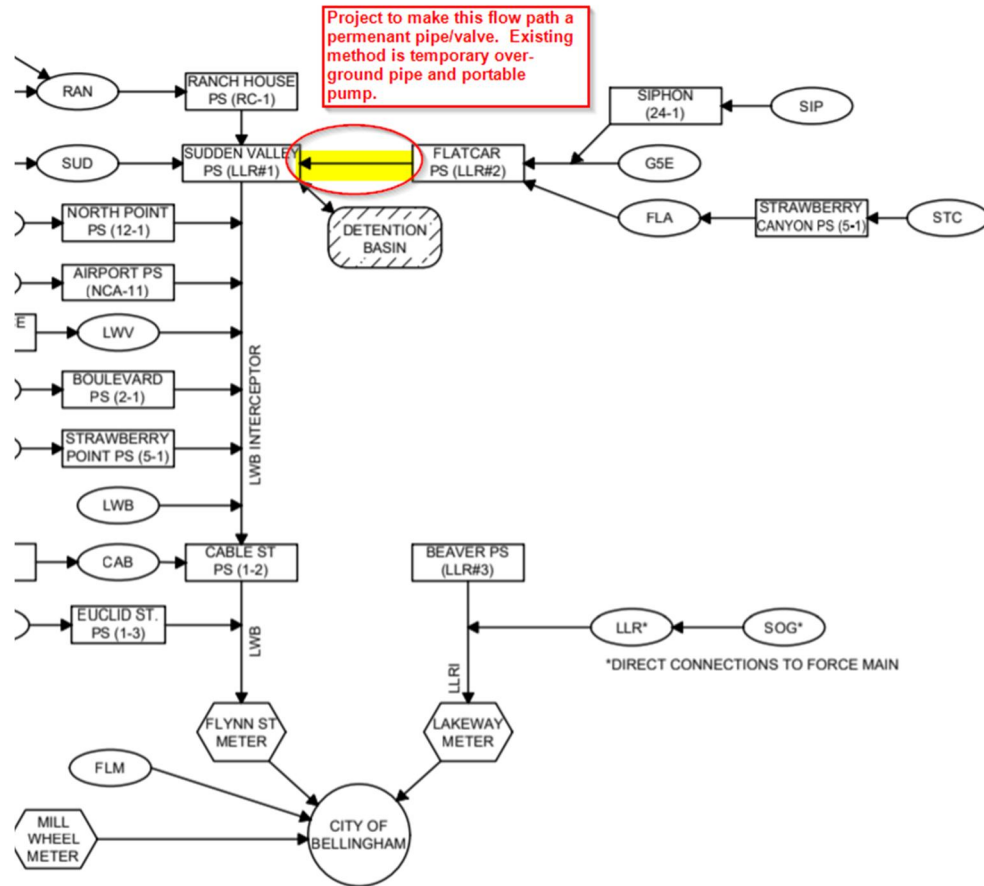 Project to make this flow path a
permenant pipe/valve. Existing
method is temporary over-
ground pipe and portable
pump.
RAN
RANCH HOUSE
PS (RC-1)
SIPHON
(24-1)
SIP
SUD
SUDDEN VALLEY
PS (LLR#1)
FLATCAR
PS (LLR#2)
G5E
NORTH POINT
PS (12-1)
DETENTION
BASIN
FLA
STRAWBERRY
CANYON PS (5-1)
STC
AIRPORT PS
(NCA-11)
E
LWV
LWB INTERCEPTOR
BOULEVARD
PS (2-1)
STRAWBERRY
POINT PS (5-1)
LWB
CAB
CABLE ST
PS (1-2)
BEAVER PS
(LLR#3)
EUCLID ST.
PS (1-3)
LWB
LLRI
LLR*
SOG*
*DIRECT CONNECTIONS TO FORCE MAIN
FLYNN ST
METER
LAKEWAY
METER
FLM
CITY OF
BELLINGHAM
MILL
WHEEL
METER